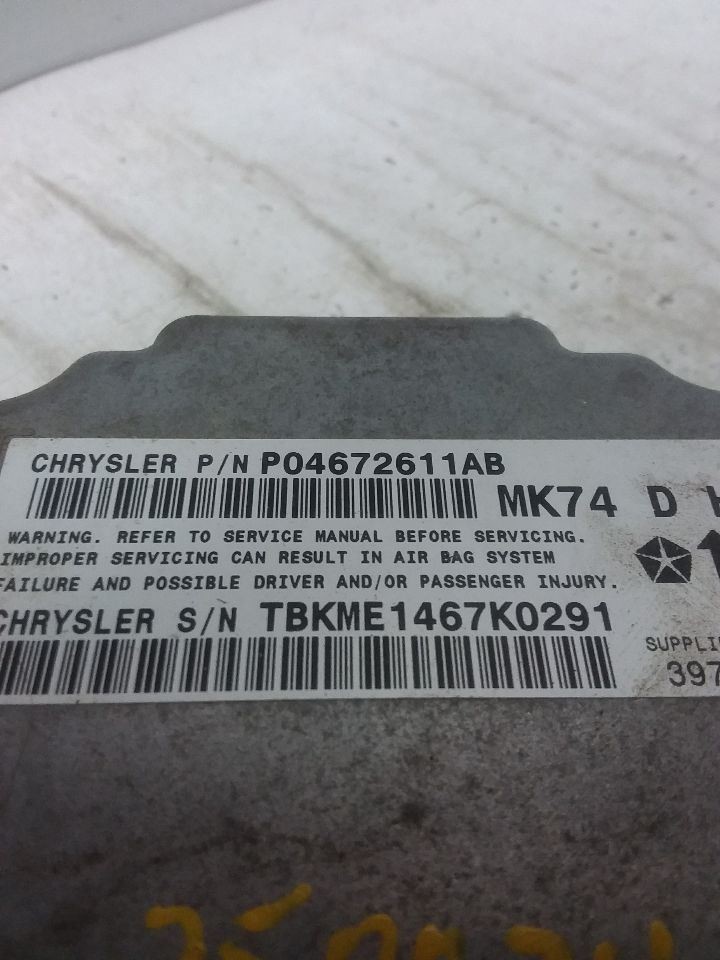 CHRYSLER P/N P04672611AB
MK74 D
WARNING. REFER TO SERVICE MANUAL BEFORE SERVICING.
IMPROPER SERVICING CAN RESULT IN AIR BAG SYSTEM
FAILURE AND POSSIBLE DRIVER AND/OR PASSENGER INJURY.
CHRYSLER S/N TBKME1467K0291
397